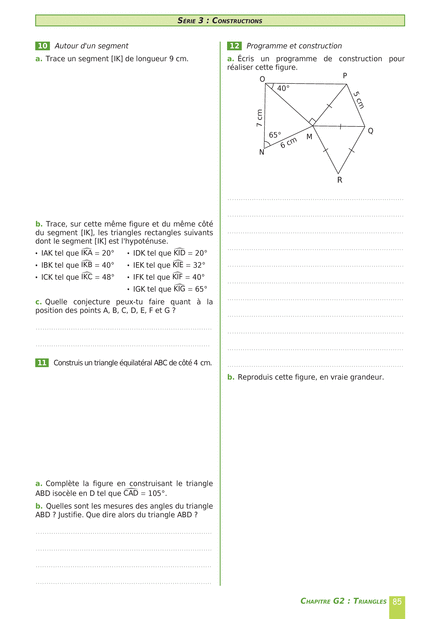 SÉRIE 3 : CONSTRUCTIONS
10 Autour d'un segment
a. Trace un segment [IK] de longueur 9 cm.
b. Trace, sur cette même figure et du même côté
du segment [IK], les triangles rectangles suivants
dont le segment [IK] est l'hypoténuse.
• IAK tel que IKA = 20°
• IBK tel que IKB = 40°
• ICK tel que IKC = 48°
• IDK tel que KID = 20°
• IEK tel que KIE = 32°
• IFK tel que KIF = 40°
• IGK tel que KIG = 65°
c. Quelle conjecture peux-tu faire quant à la
position des points A, B, C, D, E, F et G ?
11 Construis un triangle équilatéral ABC de côté 4 cm.
a. Complète la figure en construisant le triangle
ABD isocèle en D tel que CAD = 105°.
b. Quelles sont les mesures des angles du triangle
ABD ? Justifie. Que dire alors du triangle ABD ?
12 Programme et construction
a. Écris un programme de construction pour
réaliser cette figure.
O
P
40°
5 cm
7 cm
65°
M
Q
6 cm
N
R
b. Reproduis cette figure, en vraie grandeur.
CHAPITRE G2 : TRIANGLES 85